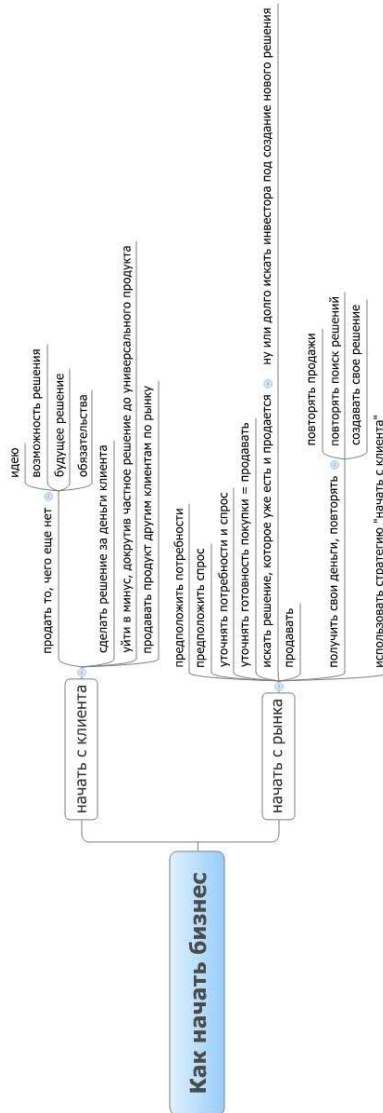 Как начать бизнес
начать с клиента
продать то, чего еще нет
идею
возможность решения
будущее решение
обязательства
сделать решение за деньги клиента
уйти в минус, докрутив частное решение до универсального продукта
продавать продукт другим клиентам по рынку
начать с рынка
предположить потребности
предположить спрос
уточнять потребности и спрос
уточнять готовность покупки = продавать
искать решение, которое уже есть и продается
ну или долго искать инвестора под создание нового решения
продавать
получить свои деньги, повторять
повторять продажи
повторять поиск решений
создавать свое решение
использовать стратегию "начать с клиента"